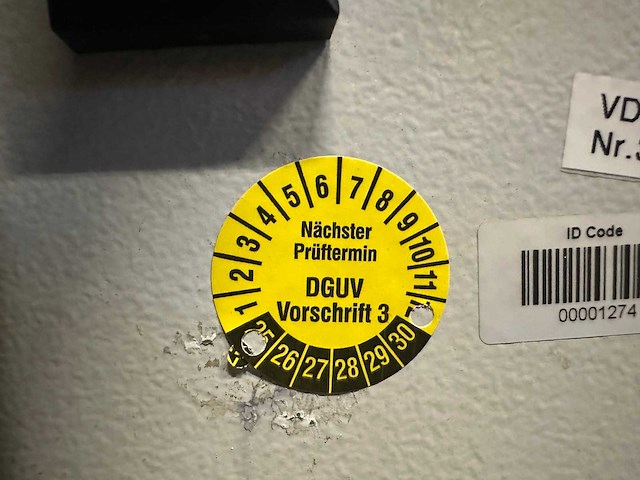 1 2 3 4 5 6 7 8 9 10 11
Nächster
Prüftermin
DGUV
Vorschrift 3
25 26 27 28 29 30
VD
Nr.
ID Code
00001274